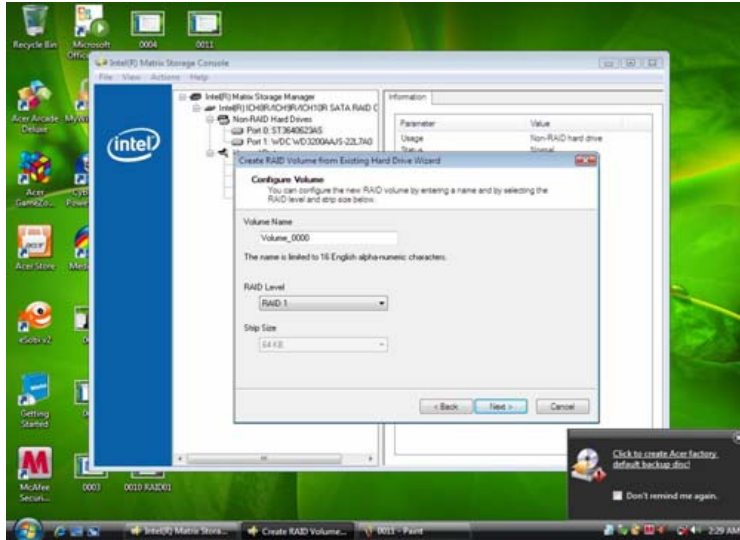 Recycle Bin
Microsoft
0004
0011
Intel(R) Matrix Storage Console
File View Actions Help
Acer Arcade
Deluxe
Intel(R) Matrix Storage Manager
Intel(R) ICH8R/ICH9R/ICH10R SATA RAID C
Non-RAID Hard Drives
Port 0: ST3640623AS
Port 1: WDC WD3200AAJS-22L7A0
Information
Parameter Value
Usage Non-RAID hard drive
Status Normal
intel
Create RAID Volume from Existing Hard Drive Wizard
Configure Volume
You can configure the new RAID volume by entering a name and by selecting the
RAID level and strip size below.
Volume Name
Volume_0000
The name is limited to 16 English alpha-numeric characters.
RAID Level
RAID 1
Strip Size
64 KB
< Back
Next >
Cancel
Acer
GameZo...
acer
Acer Store
eSobi v2
Getting
Started
McAfee
Securi...
0003
0010 RAID01
Click to create Acer factory
default backup disc!
Don't remind me again.
Intel(R) Matrix Stora...
Create RAID Volume...
0011 - Paint
2:29 AM